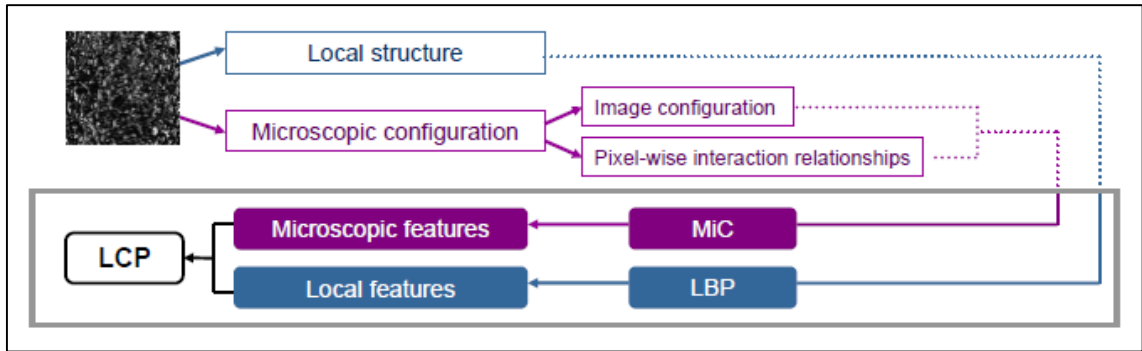 Local structure
Image configuration
Microscopic configuration
Pixel-wise interaction relationships
Microscopic features
MiC
LCP
Local features
LBP